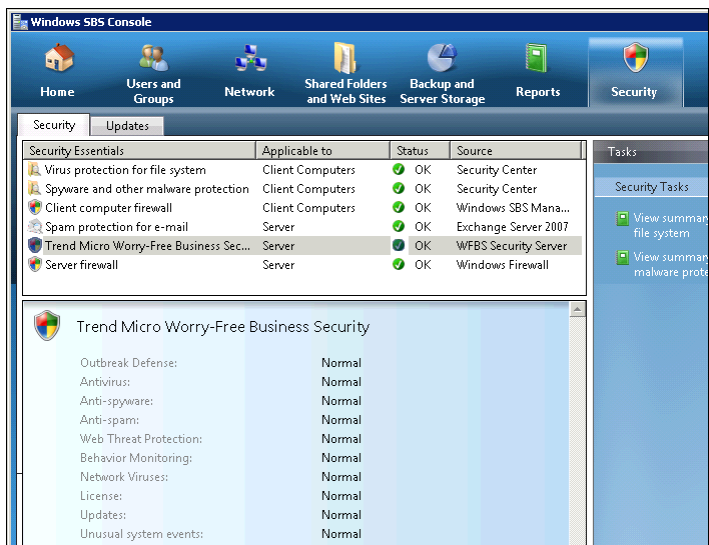 Windows SBS Console
Home
Users and Groups
Network
Shared Folders and Web Sites
Backup and Server Storage
Reports
Security
Security
Updates
Security Essentials Applicable to Status Source
Virus protection for file system Client Computers OK Security Center
Spyware and other malware protection Client Computers OK Security Center
Client computer firewall Client Computers OK Windows SBS Mana...
Spam protection for e-mail Server OK Exchange Server 2007
Trend Micro Worry-Free Business Sec... Server OK WFBS Security Server
Server firewall Server OK Windows Firewall
Tasks
Security Tasks
View summary
file system
View summary
malware prote
Trend Micro Worry-Free Business Security
Outbreak Defense: Normal
Antivirus: Normal
Anti-spyware: Normal
Anti-spam: Normal
Web Threat Protection: Normal
Behavior Monitoring: Normal
Network Viruses: Normal
License: Normal
Updates: Normal
Unusual system events: Normal